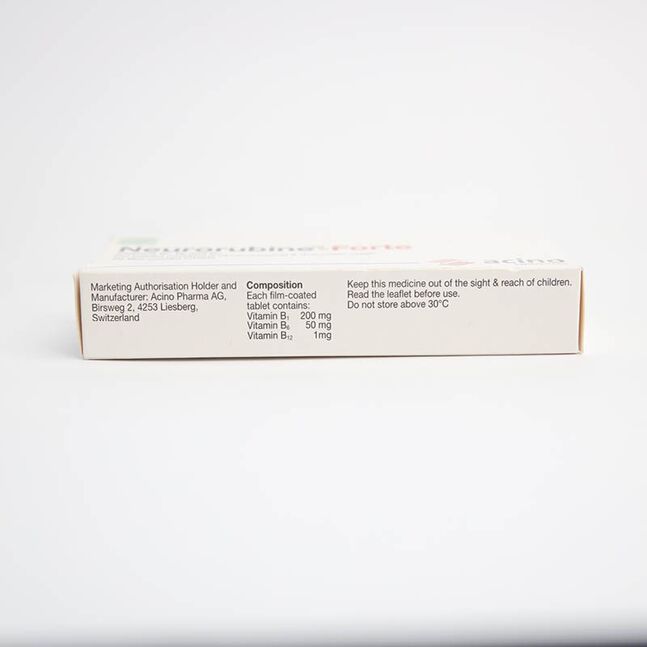 Neurorubine® Forte
acino
Marketing Authorisation Holder and
Manufacturer: Acino Pharma AG,
Birsweg 2, 4253 Liesberg,
Switzerland
Composition
Each film-coated
tablet contains:
Vitamin B₁ 200 mg
Vitamin B₆ 50 mg
Vitamin B₁₂ 1mg
Keep this medicine out of the sight & reach of children.
Read the leaflet before use.
Do not store above 30°C